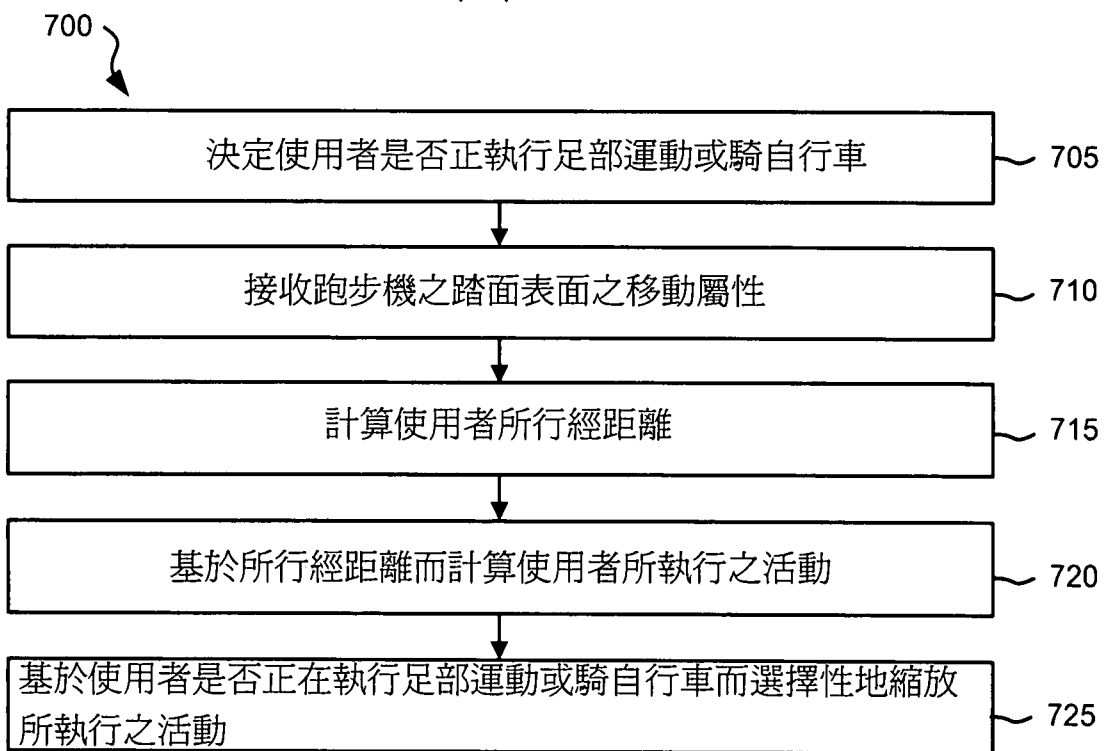 700
決定使用者是否正執行足部運動或騎自行車
705
接收跑步機之踏面表面之移動屬性
710
計算使用者所行經距離
715
基於所行經距離而計算使用者所執行之活動
720
基於使用者是否正在執行足部運動或騎自行車而選擇性地縮放
所執行之活動
725